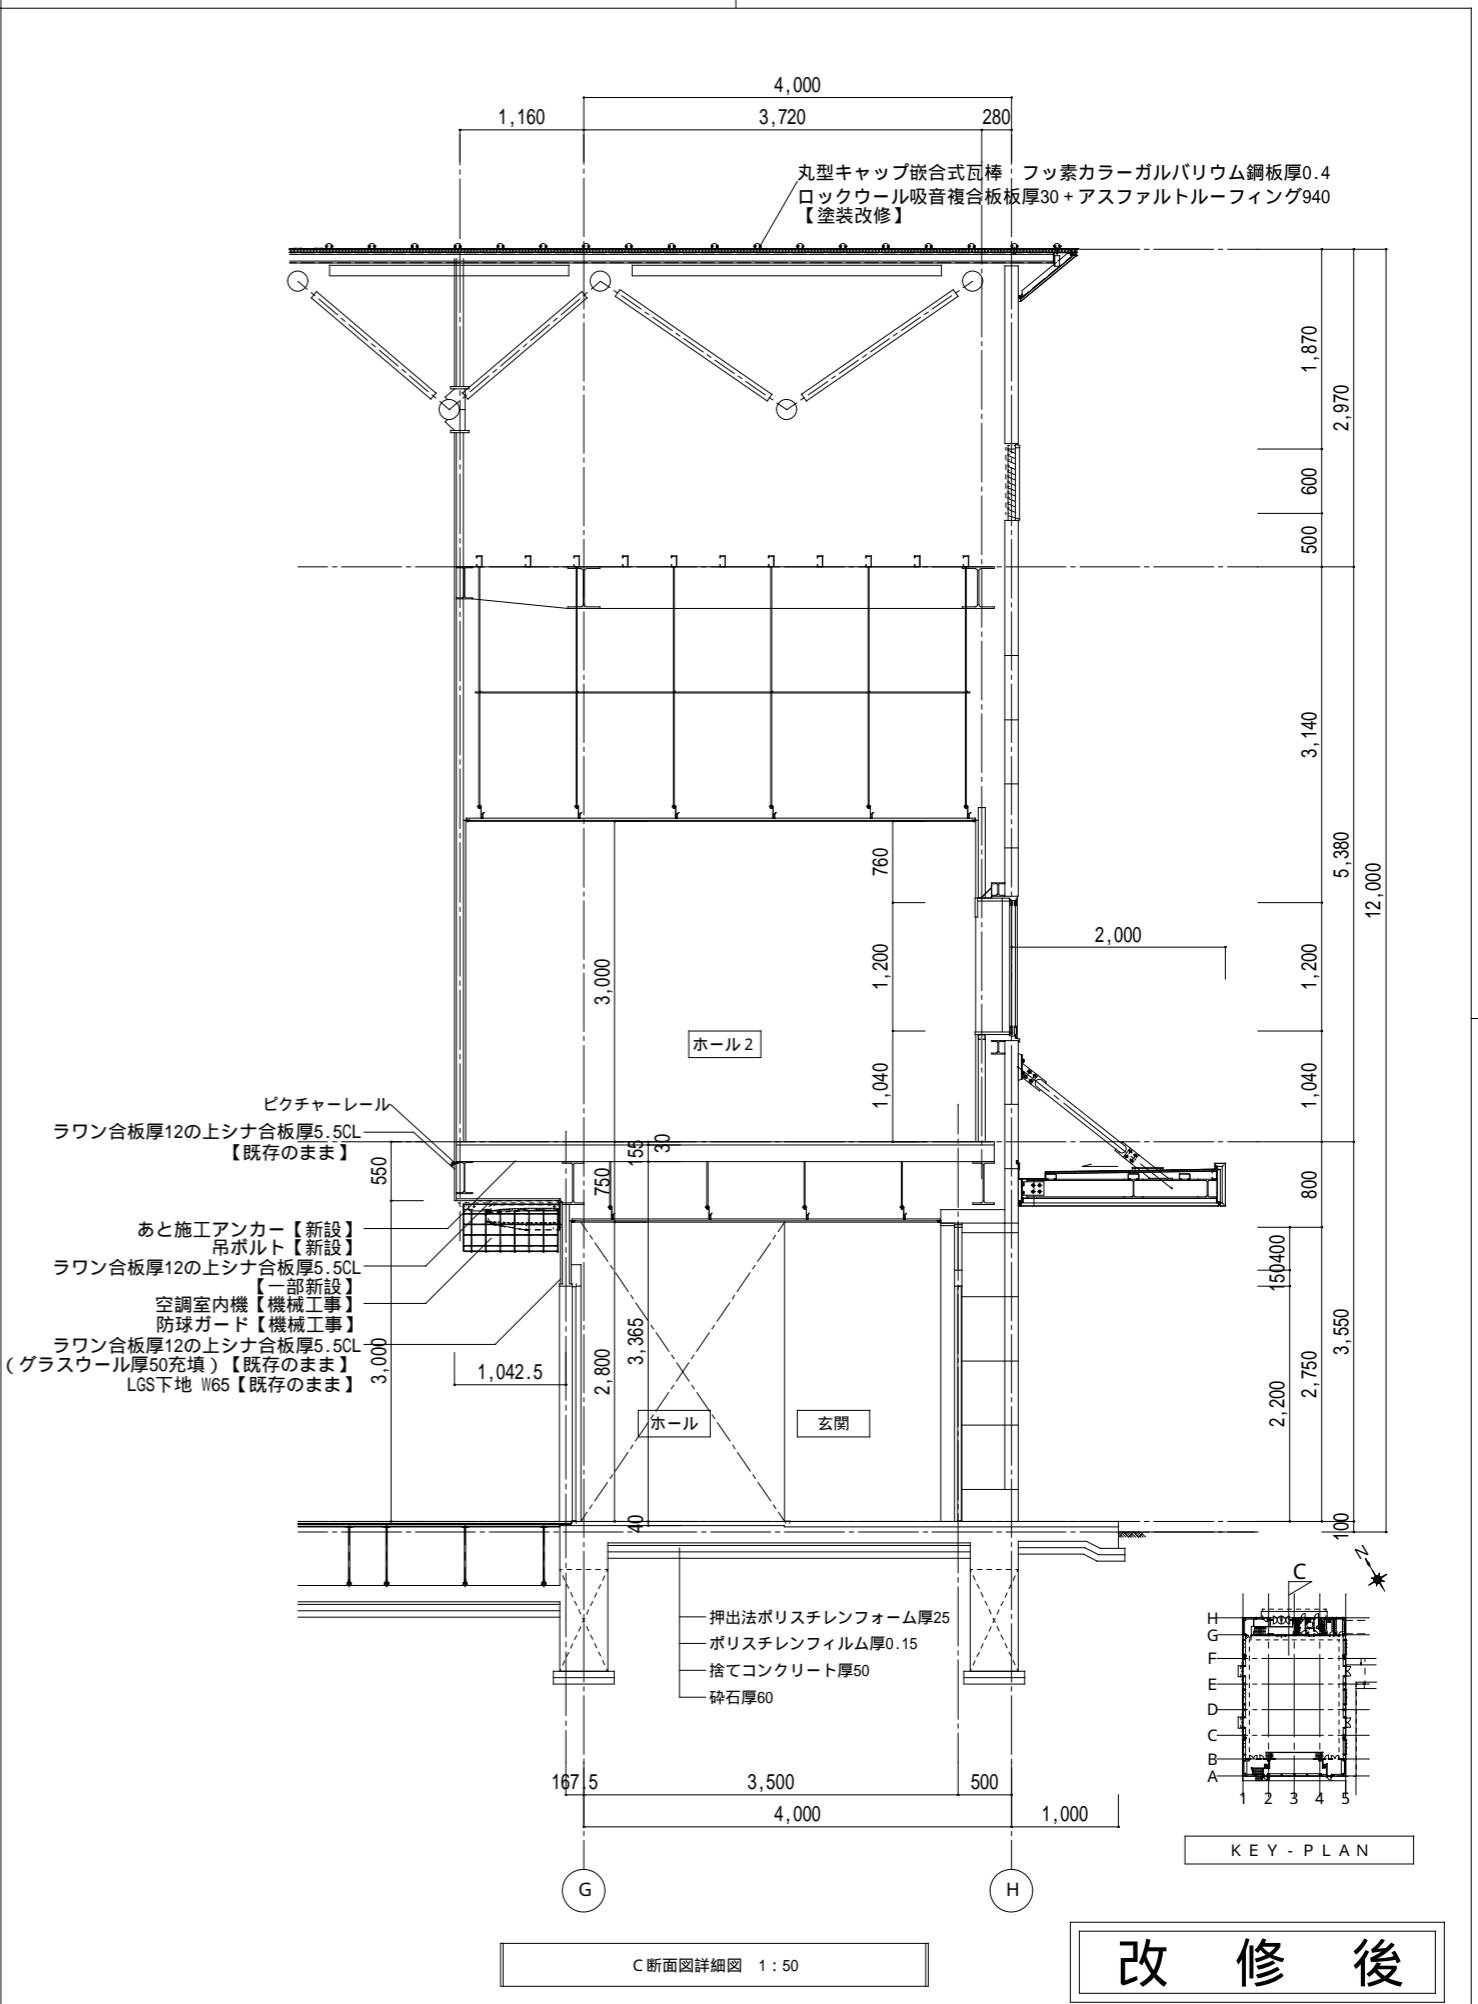 4,000
1,160
3,720
280
丸型キャップ嵌合式瓦棒 フッ素カラーガルバリウム鋼板厚0.4
ロックウール吸音複合板板厚30+アスファルトルーフィング940
【塗装改修】
1,870
2,970
600
500
3,140
5,380
12,000
760
1,200
1,040
3,000
2,000
1,200
1,040
ホール2
ピクチャーレール
ラワン合板厚12の上シナ合板厚5.5CL
【既存のまま】
550
155
30
750
800
あと施工アンカー【新設】
吊ボルト【新設】
ラワン合板厚12の上シナ合板厚5.5CL
【一部新設】
空調室内機【機械工事】
防球ガード【機械工事】
ラワン合板厚12の上シナ合板厚5.5CL
(グラスウール厚50充填)【既存のまま】
LGS下地 W65【既存のまま】
3,000
1,042.5
2,800
3,365
40
ホール
玄関
150
400
2,200
2,750
3,550
100
押出法ポリスチレンフォーム厚25
ポリスチレンフィルム厚0.15
捨てコンクリート厚50
砕石厚60
167.5
3,500
500
4,000
1,000
G
H
N
C
H
G
F
E
D
C
B
A
1 2 3 4 5
KEY-PLAN
C断面図詳細図 1:50
改修後